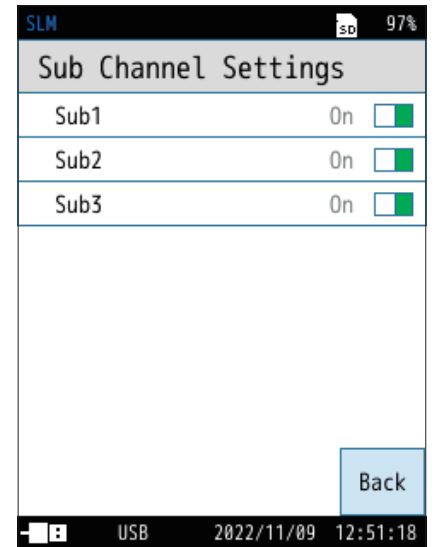 SLM SD 97%
Sub Channel Settings
Sub1 On
Sub2 On
Sub3 On
Back
USB 2022/11/09 12:51:18